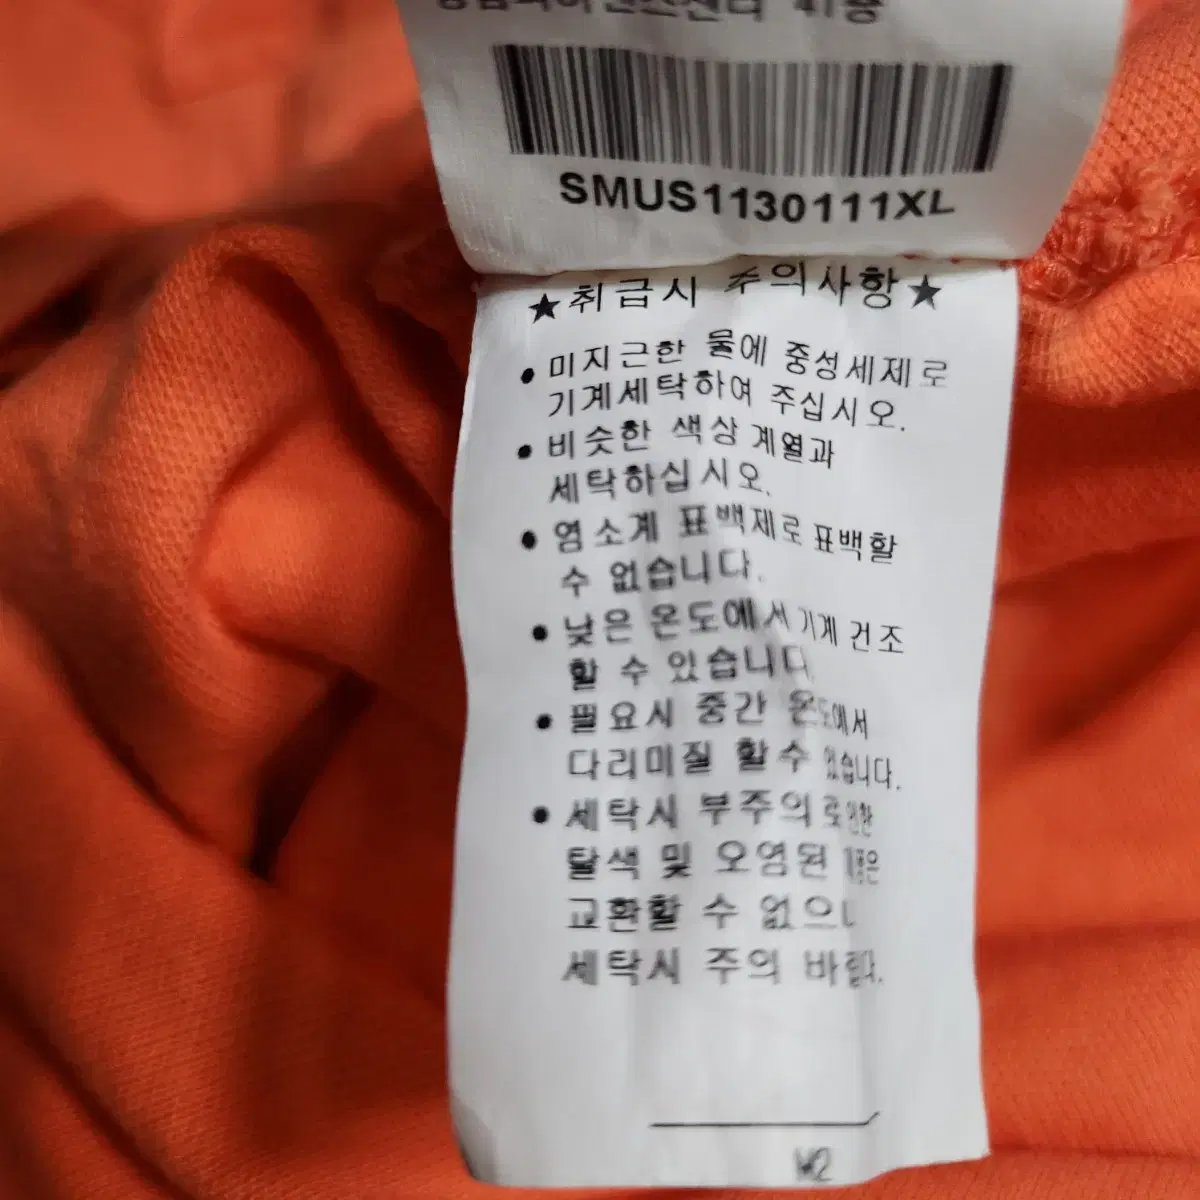 SMUS1130111XL
★취급시 주의사항★
• 미지근한 물에 중성세제로
기계세탁하여 주십시오.
• 비슷한 색상 계열과
세탁하십시오.
• 염소계 표백제로 표백할
수 없습니다.
• 낮은 온도에서 기계 건조
할 수 있습니다
• 필요시 중간 온도에서
다리미질 할 수 있습니다.
• 세탁시 부주의로 인한
탈색 및 오염된
교환할 수 없으니
세탁시 주의 바랍니다.